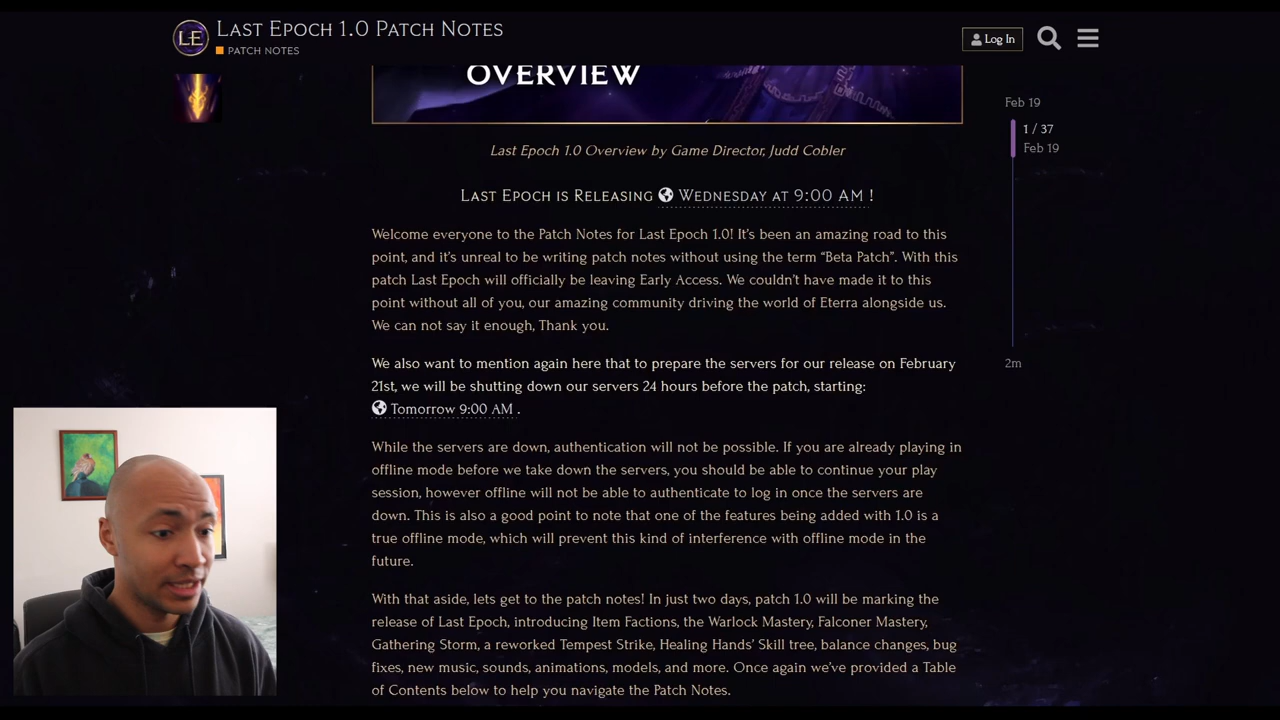 LE
Last Epoch 1.0 Patch Notes
PATCH NOTES
Log In
OVERVIEW
Last Epoch 1.0 Overview by Game Director, Judd Cobler
Last Epoch is Releasing Wednesday at 9:00 AM !
Welcome everyone to the Patch Notes for Last Epoch 1.0! It's been an amazing road to this
point, and it's unreal to be writing patch notes without using the term “Beta Patch”. With this
patch Last Epoch will officially be leaving Early Access. We couldn't have made it to this
point without all of you, our amazing community driving the world of Eterra alongside us.
We can not say it enough, Thank you.
We also want to mention again here that to prepare the servers for our release on February
21st, we will be shutting down our servers 24 hours before the patch, starting:
Tomorrow 9:00 AM .
While the servers are down, authentication will not be possible. If you are already playing in
offline mode before we take down the servers, you should be able to continue your play
session, however offline will not be able to authenticate to log in once the servers are
down. This is also a good point to note that one of the features being added with 1.0 is a
true offline mode, which will prevent this kind of interference with offline mode in the
future.
With that aside, lets get to the patch notes! In just two days, patch 1.0 will be marking the
release of Last Epoch, introducing Item Factions, the Warlock Mastery, Falconer Mastery,
Gathering Storm, a reworked Tempest Strike, Healing Hands' Skill tree, balance changes, bug
fixes, new music, sounds, animations, models, and more. Once again we've provided a Table
of Contents below to help you navigate the Patch Notes.
Feb 19
1 / 37
Feb 19
2m